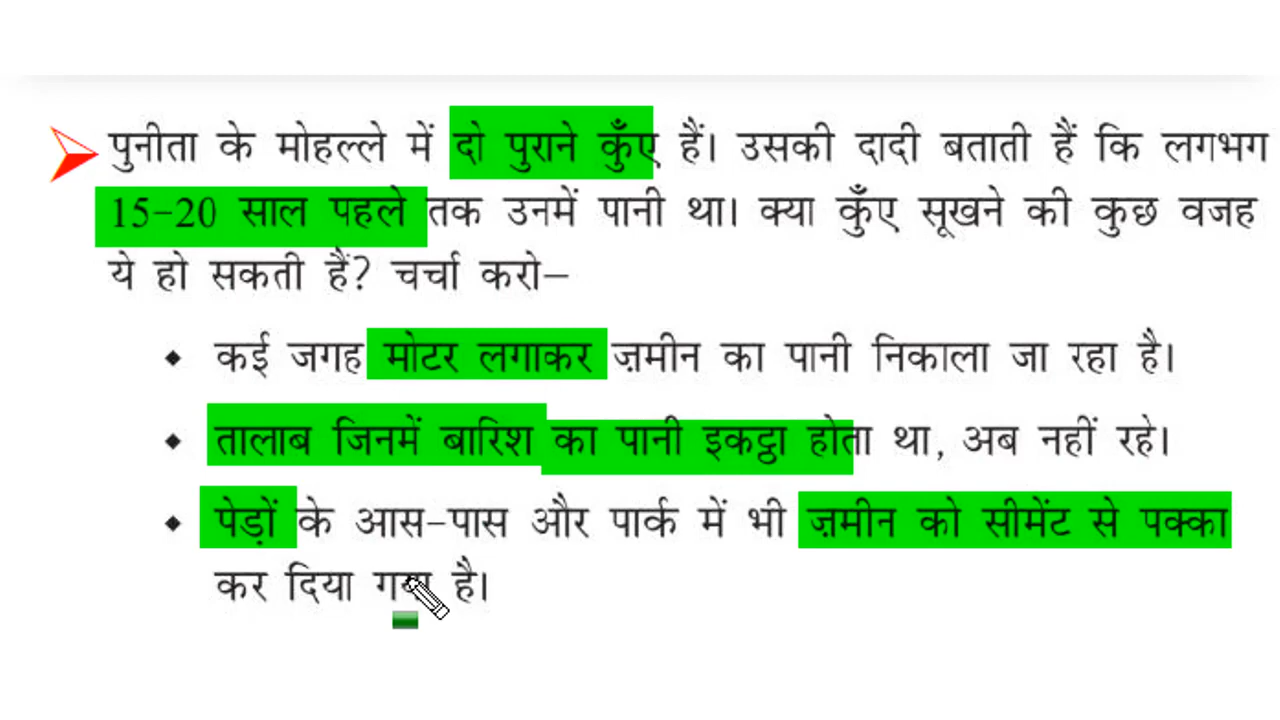 पुनीता के मोहल्ले में दो पुराने कुँए हैं। उसकी दादी बताती हैं कि लगभग
15-20 साल पहले तक उनमें पानी था। क्या कुँए सूखने की कुछ वजह
ये हो सकती हैं? चर्चा करो–
◆ कई जगह मोटर लगाकर ज़मीन का पानी निकाला जा रहा है।
◆ तालाब जिनमें बारिश का पानी इकट्ठा होता था, अब नहीं रहे।
◆ पेड़ों के आस-पास और पार्क में भी ज़मीन को सीमेंट से पक्का
कर दिया गया है।